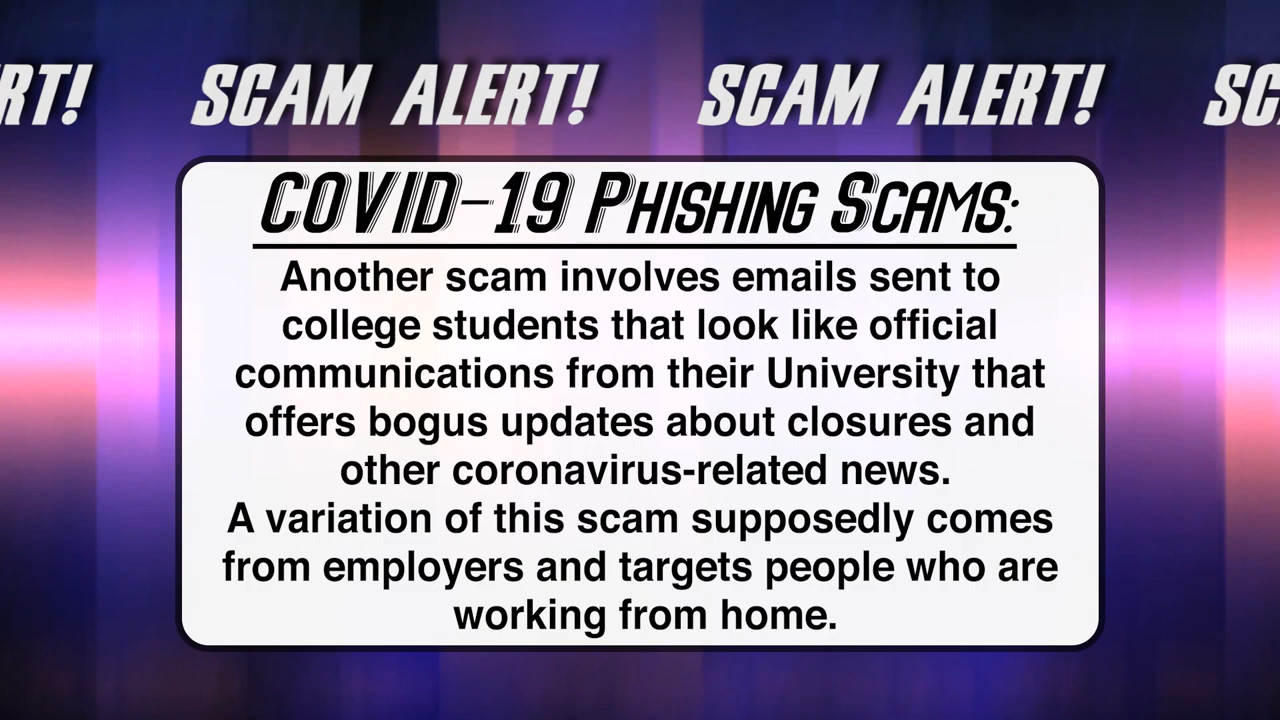 RT! SCAM ALERT! SCAM ALERT! SC
COVID-19 PHISHING SCAMS:
Another scam involves emails sent to
college students that look like official
communications from their University that
offers bogus updates about closures and
other coronavirus-related news.
A variation of this scam supposedly comes
from employers and targets people who are
working from home.